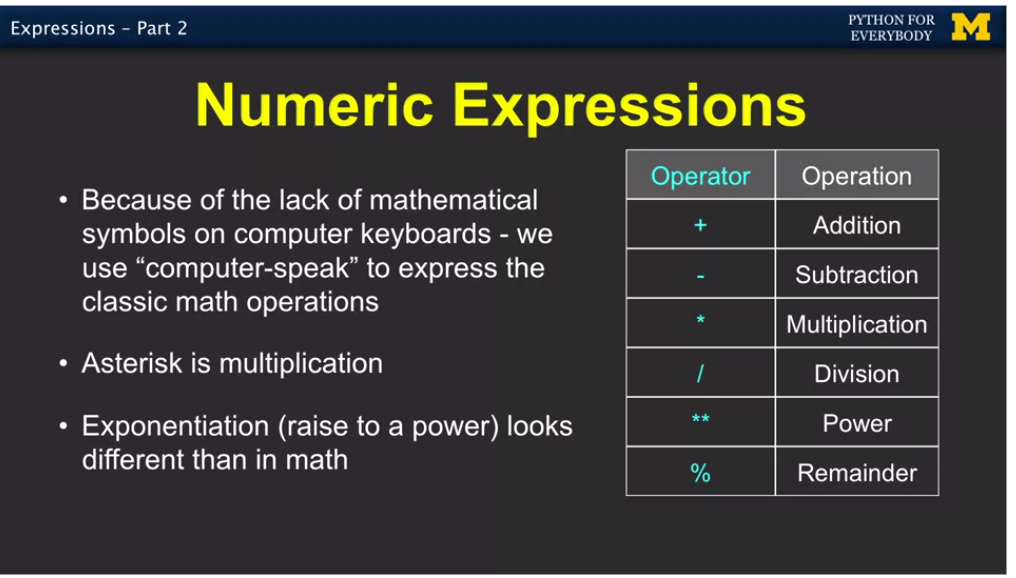 Expressions – Part 2
PYTHON FOR
EVERYBODY
M
Numeric Expressions
• Because of the lack of mathematical
symbols on computer keyboards - we
use “computer-speak” to express the
classic math operations
• Asterisk is multiplication
• Exponentiation (raise to a power) looks
different than in math
Operator Operation
+ Addition
- Subtraction
* Multiplication
/ Division
** Power
% Remainder